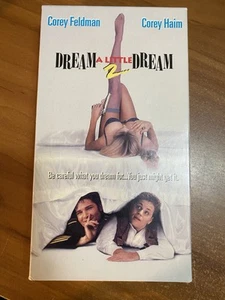 Corey Feldman Corey Haim
DREAM A LITTLE DREAM
2...
Be careful what you dream for...You just might get it.